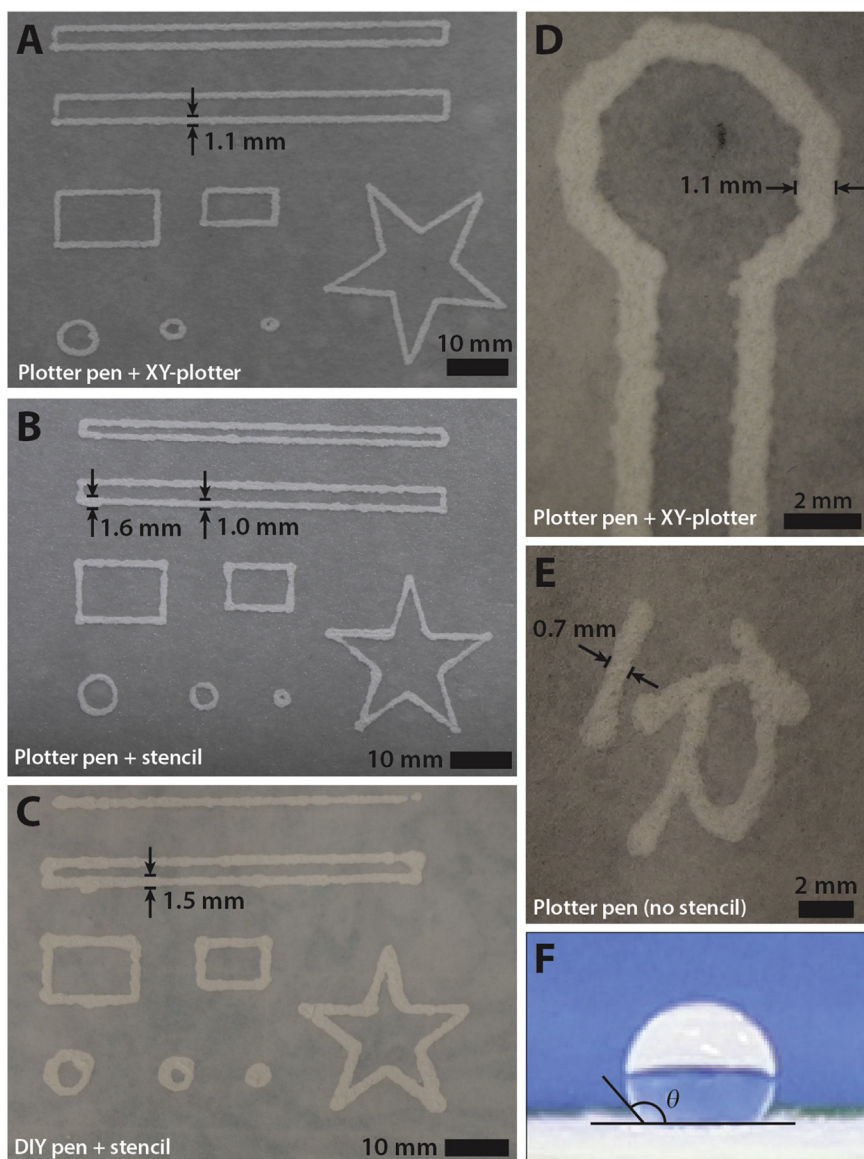 A
1.1 mm
10 mm
Plotter pen + XY-plotter
B
1.6 mm
1.0 mm
10 mm
Plotter pen + stencil
C
1.5 mm
10 mm
DIY pen + stencil
D
1.1 mm
2 mm
Plotter pen + XY-plotter
E
0.7 mm
2 mm
Plotter pen (no stencil)
F
θ